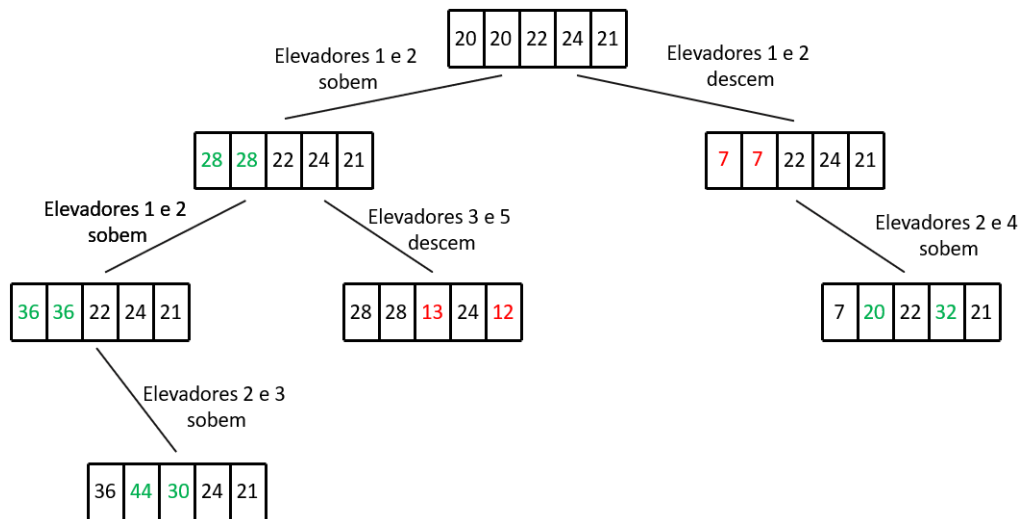 20 20 22 24 21
Elevadores 1 e 2
sobem
Elevadores 1 e 2
descem
28 28 22 24 21
7 7 22 24 21
Elevadores 1 e 2
sobem
Elevadores 3 e 5
descem
Elevadores 2 e 4
sobem
36 36 22 24 21
28 28 13 24 12
7 20 22 32 21
Elevadores 2 e 3
sobem
36 44 30 24 21